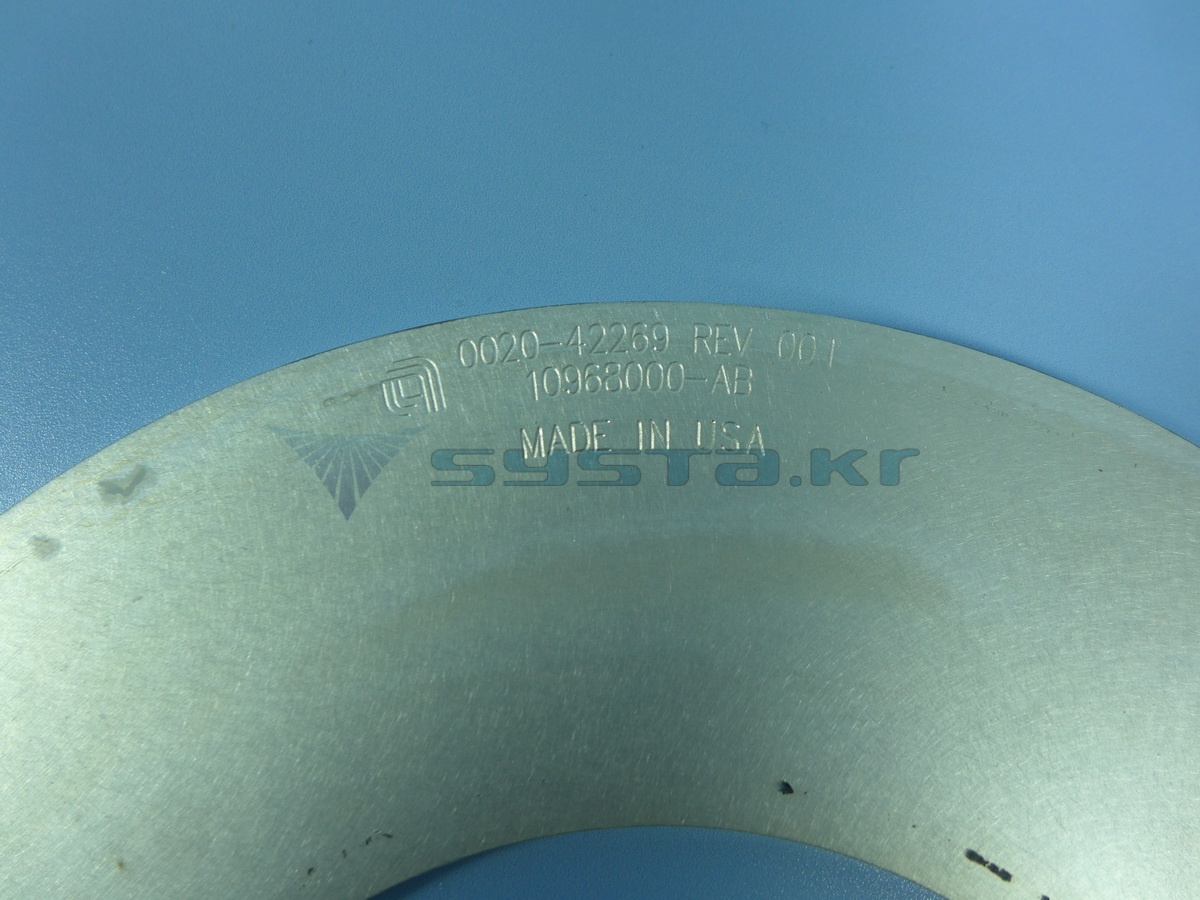 0020-42269 REV 001
10968000-AB
MADE IN USA
systa.kr